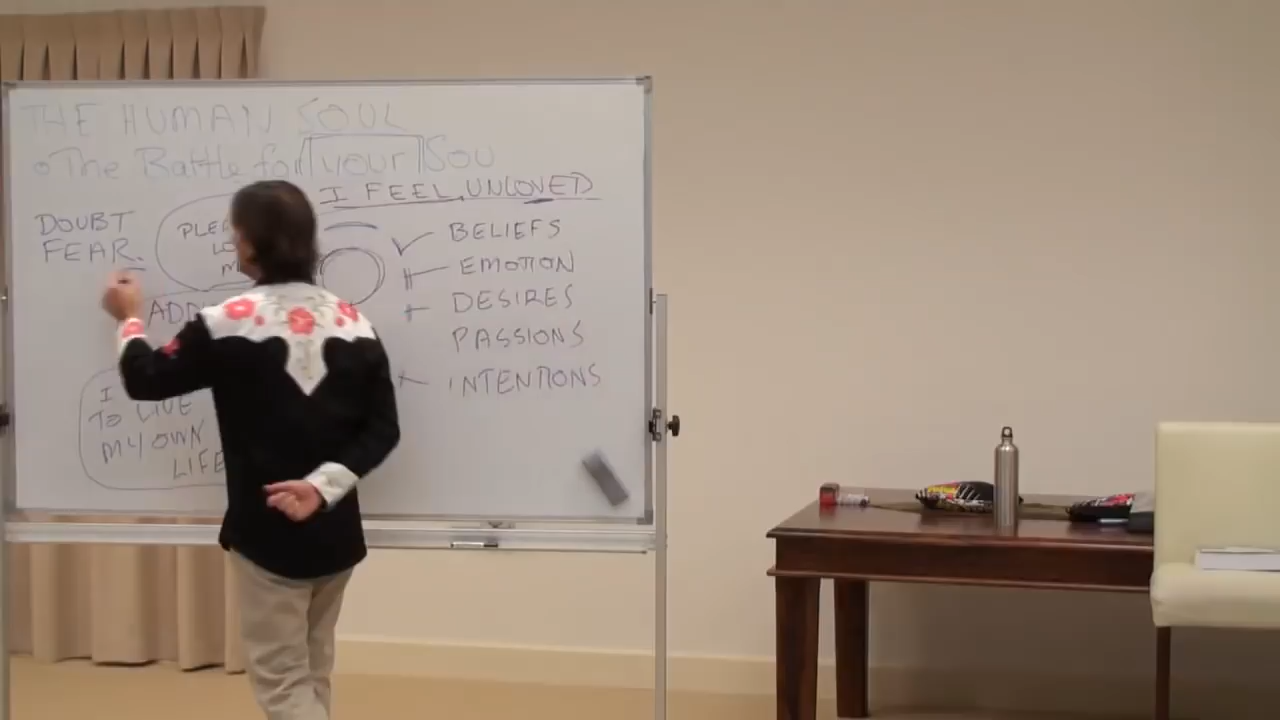 THE HUMAN SOUL
The Battle for your Sou
I FEEL UNLOVED
DOUBT
FEAR.
BELIEFS
EMOTION
DESIRES
PASSIONS
INTENTIONS
I
TO LIVE
MY OWN
LIFE